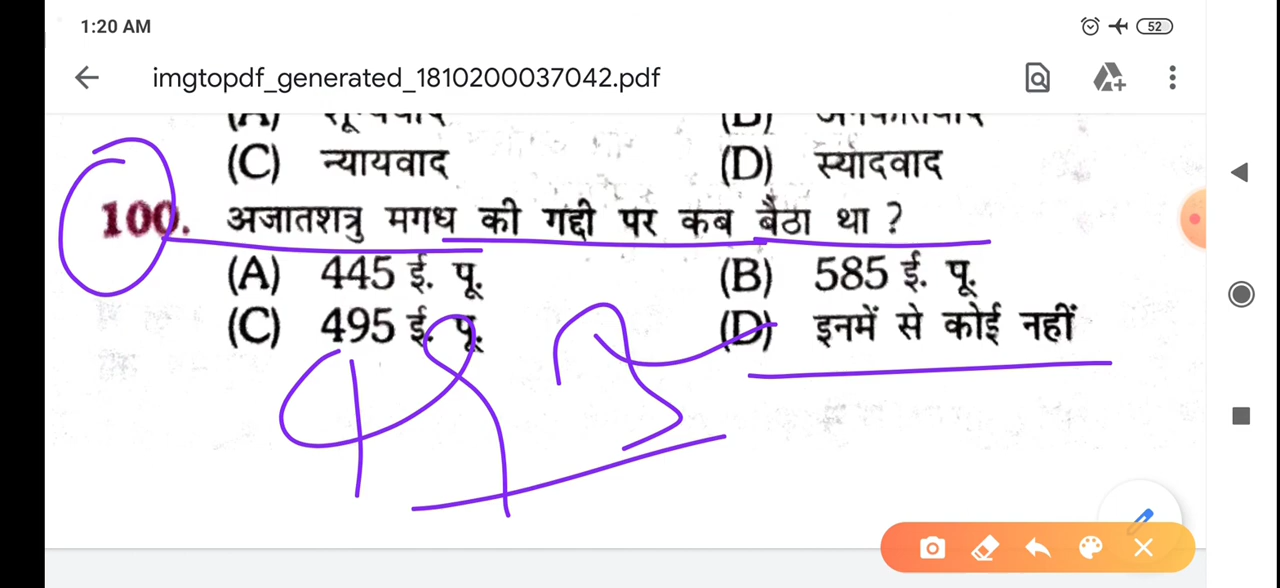 1:20 AM 52
imgtopdf_generated_1810200037042.pdf
(C) न्यायवाद (D) स्यादवाद
100. अजातशत्रु मगध की गद्दी पर कब बैठा था ?
(A) 445 ई. पू. (B) 585 ई. पू.
(C) 495 ई. पू. (D) इनमें से कोई नहीं
493